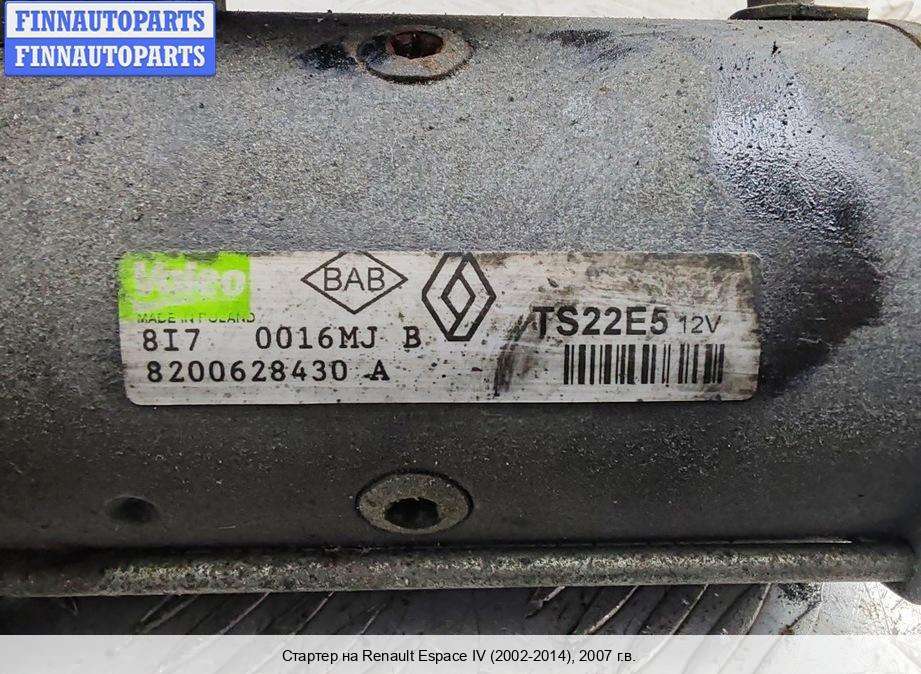 FINNAUTOPARTS
FINNAUTOPARTS
Valeo
BAB
MADE IN POLAND
TS22E5 12V
8I7 0016MJ B
8200628430 A
Стартер на Renault Espace IV (2002-2014), 2007 г.в.